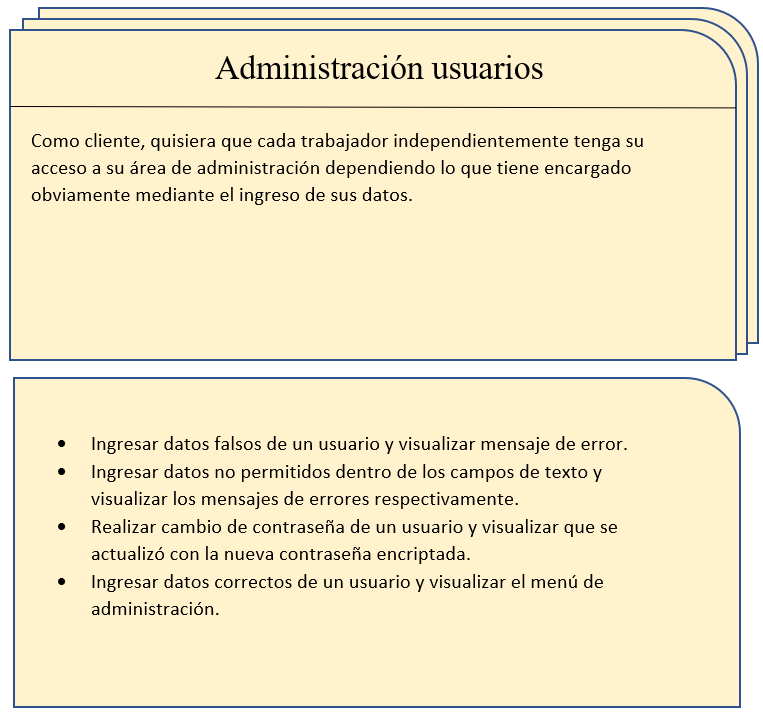 Administración usuarios
Como cliente, quisiera que cada trabajador independientemente tenga su
acceso a su área de administración dependiendo lo que tiene encargado
obviamente mediante el ingreso de sus datos.
• Ingresar datos falsos de un usuario y visualizar mensaje de error.
• Ingresar datos no permitidos dentro de los campos de texto y
visualizar los mensajes de errores respectivamente.
• Realizar cambio de contraseña de un usuario y visualizar que se
actualizó con la nueva contraseña encriptada.
• Ingresar datos correctos de un usuario y visualizar el menú de
administración.